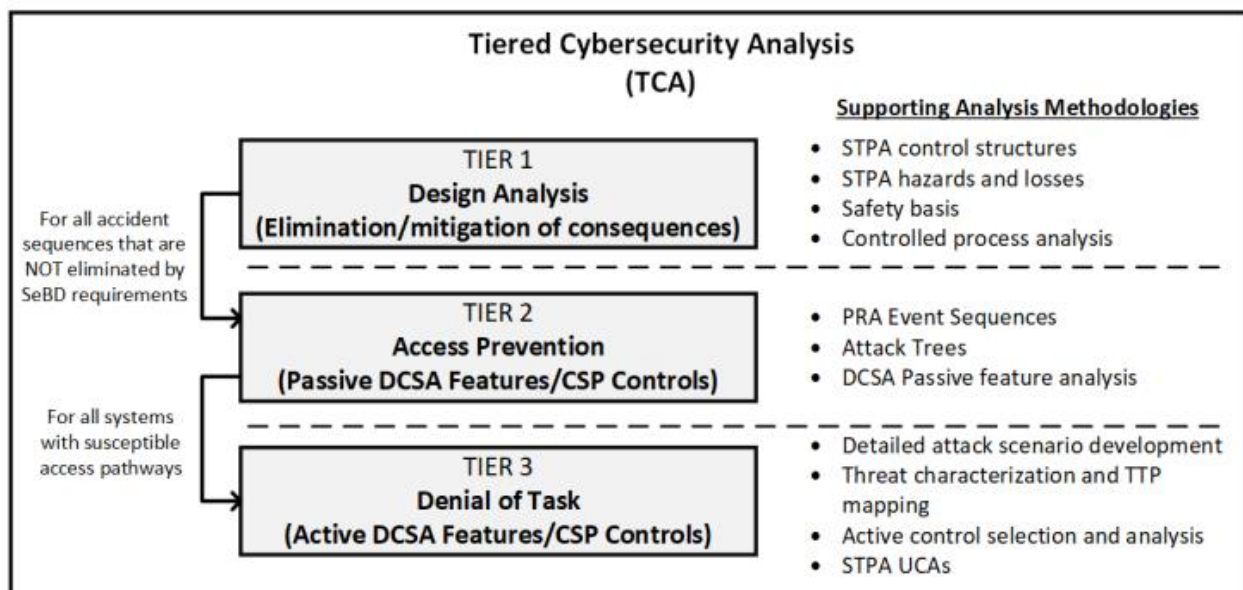 Tiered Cybersecurity Analysis
(TCA)
Supporting Analysis Methodologies
TIER 1
Design Analysis
(Elimination/mitigation of consequences)
• STPA control structures
• STPA hazards and losses
• Safety basis
• Controlled process analysis
For all accident
sequences that are
NOT eliminated by
SeBD requirements
TIER 2
Access Prevention
(Passive DCSA Features/CSP Controls)
• PRA Event Sequences
• Attack Trees
• DCSA Passive feature analysis
For all systems
with susceptible
access pathways
TIER 3
Denial of Task
(Active DCSA Features/CSP Controls)
• Detailed attack scenario development
• Threat characterization and TTP
mapping
• Active control selection and analysis
• STPA UCAs